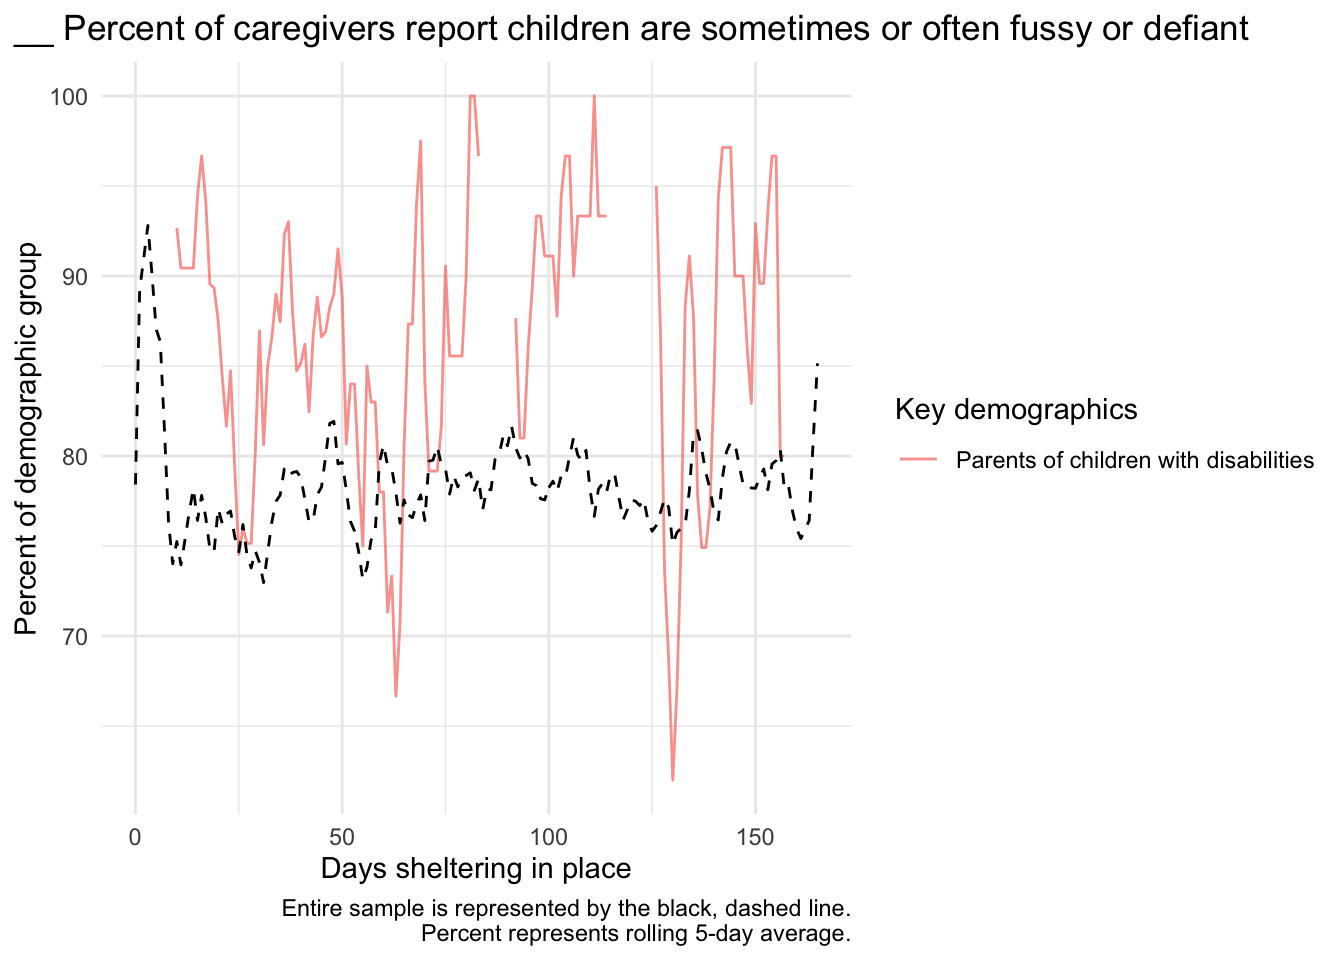 __ Percent of caregivers report children are sometimes or often fussy or defiant
Percent of demographic group
100
90
80
70
0
50
100
150
Days sheltering in place
Key demographics
Parents of children with disabilities
Entire sample is represented by the black, dashed line.
Percent represents rolling 5-day average.